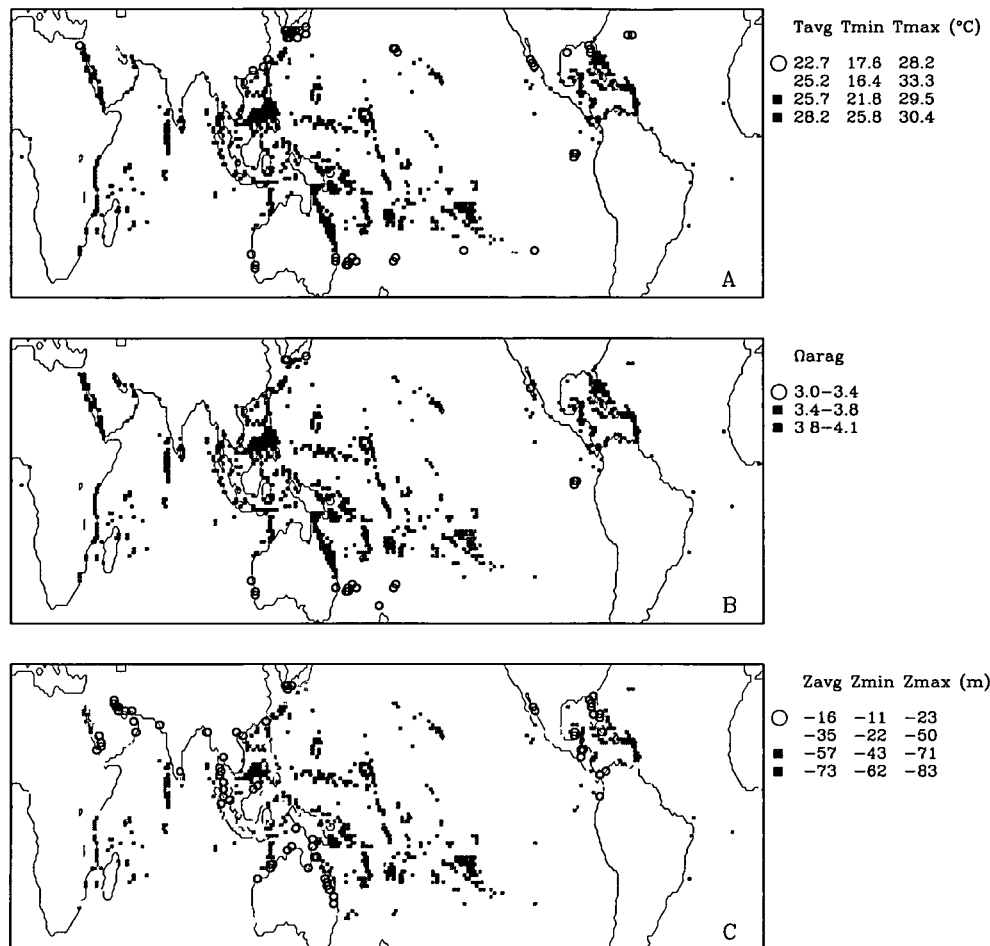 Tavg Tmin Tmax (°C)
22.7 17.6 28.2
25.2 16.4 33.3
25.7 21.8 29.5
28.2 25.8 30.4
A
Ωarag
3.0–3.4
3.4–3.8
3 8–4.1
B
Zavg Zmin Zmax (m)
−16 −11 −23
−35 −22 −50
−57 −43 −71
−73 −62 −83
C